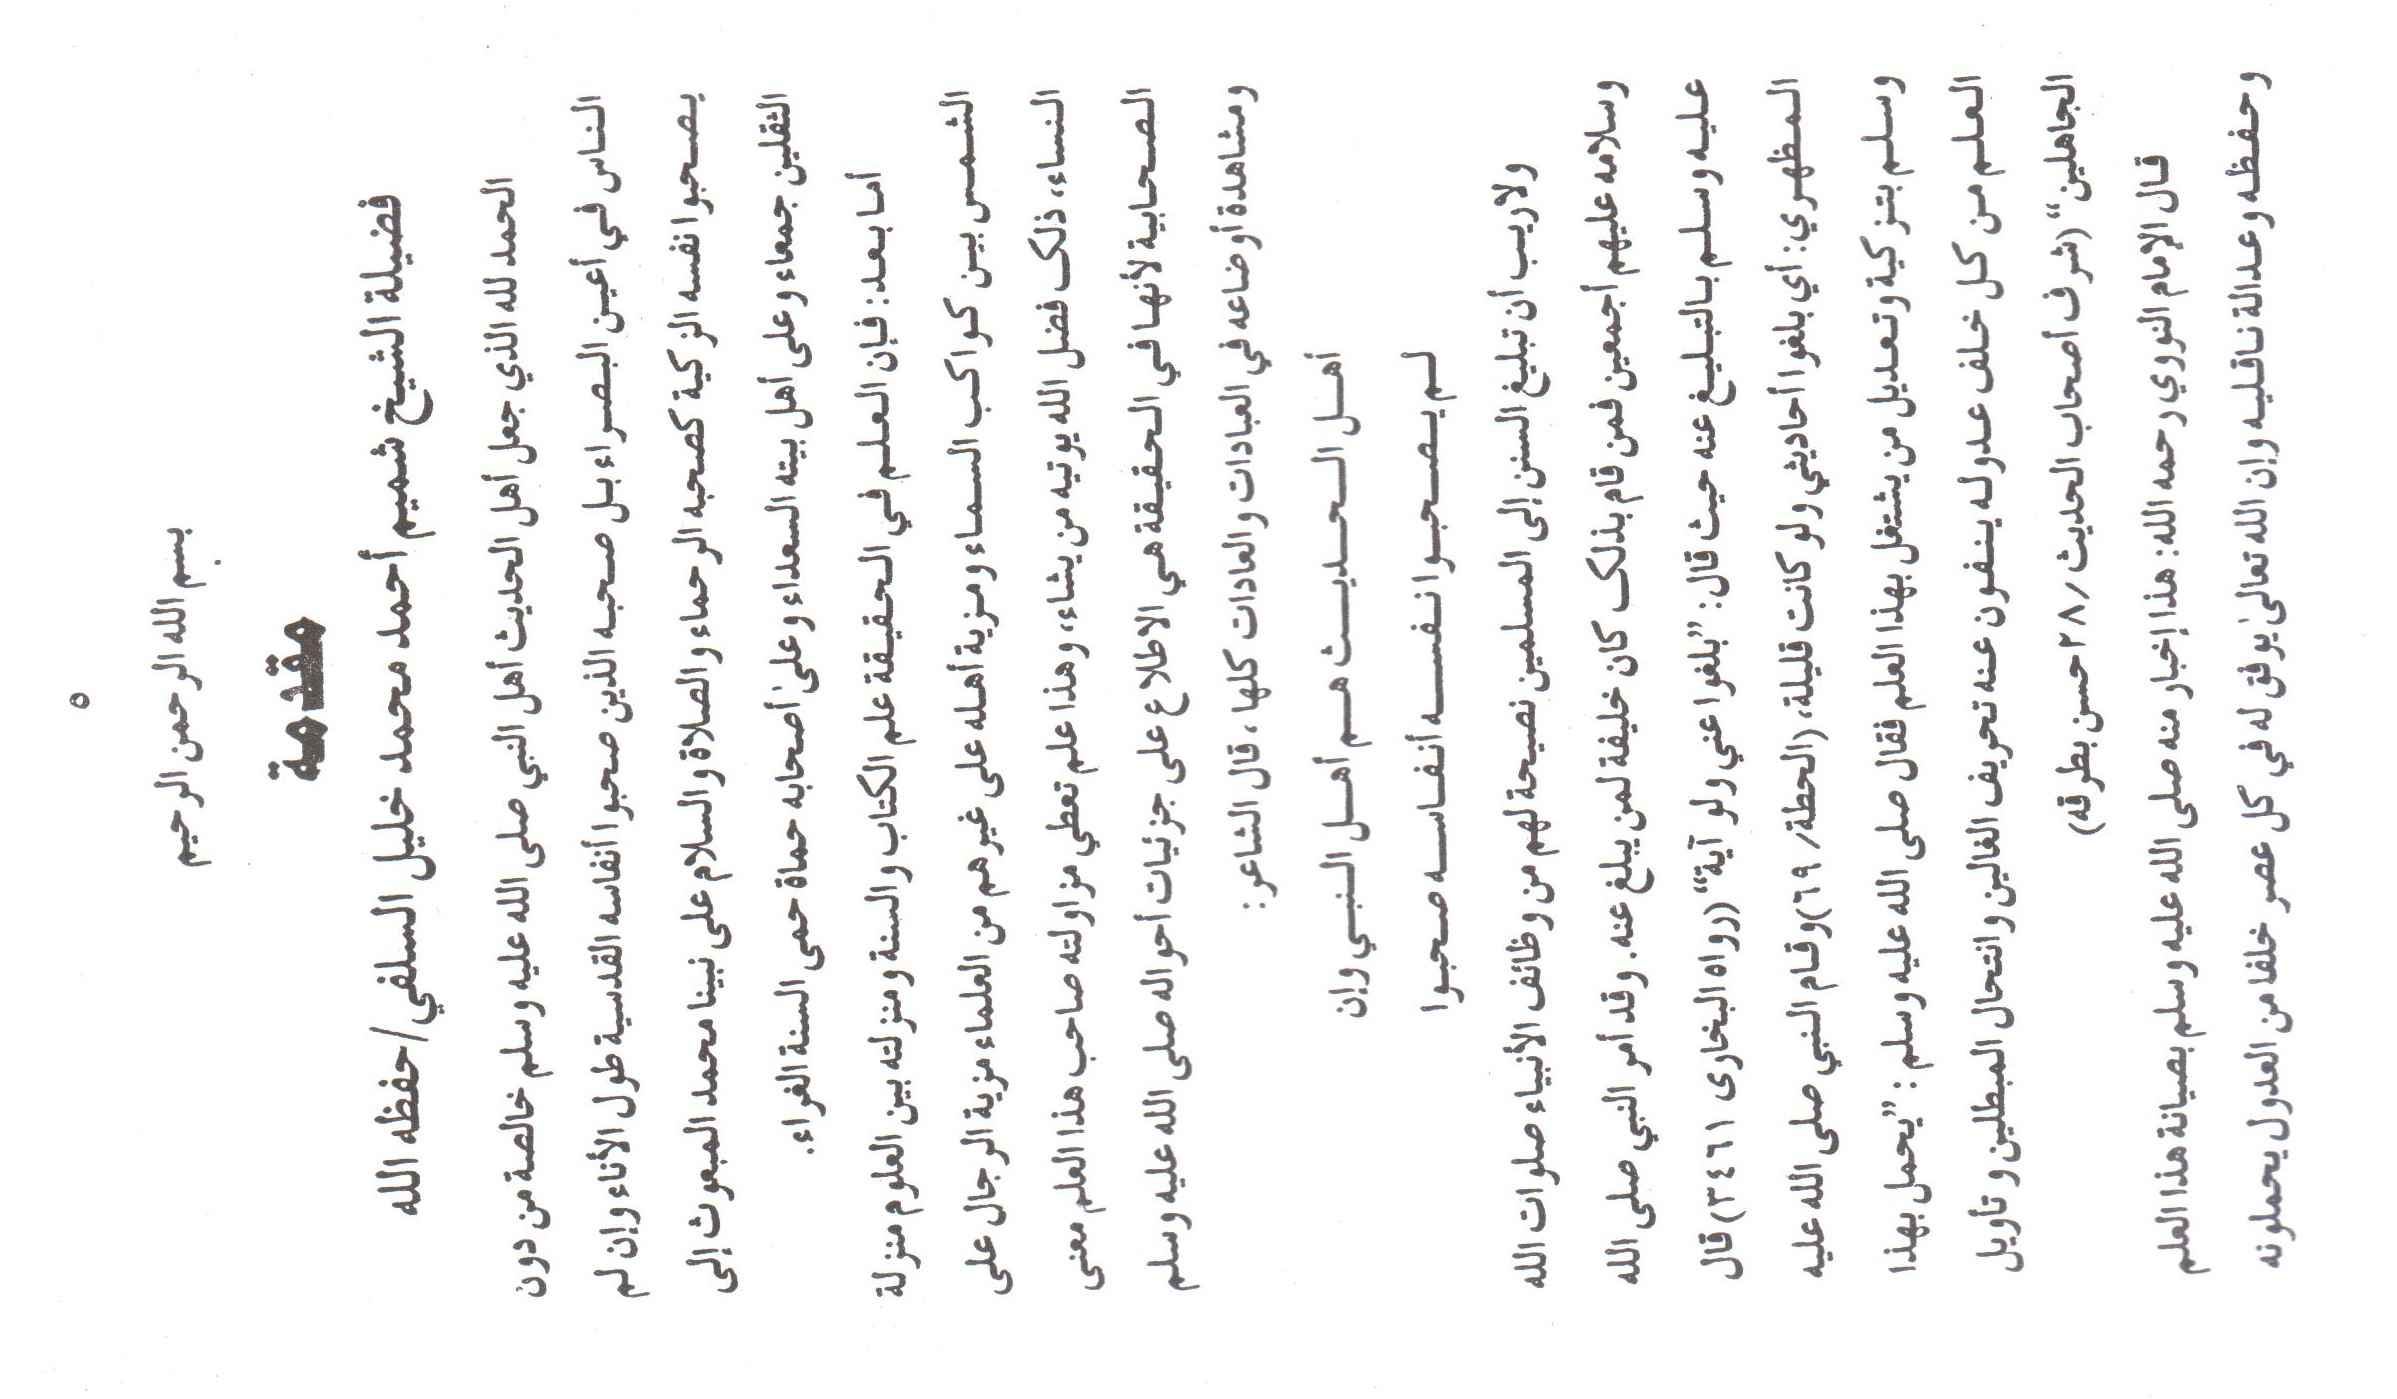 ٥
بسم الله الرحمن الرحيم
مقدمة
فضيلة الشيخ شميم أحمد محمد خليل السلفي/حفظه الله
الحمد لله الذي جعل أهل الحديث أهل النبي صلى الله عليه وسلم خالصة من دون
الناس في أعين البصراء بل صحبه الذين صحبوا أنفاسه القدسية طول الأناء وإن لم
يصحبوا نفسه الزكية كصحبه الرحماء والصلاة والسلام على نبينا محمد المبعوث إلى
الثقلين جمعاء وعلى أهل بيته السعداء وعلىٰ أصحابه حماة حمى السنة الغراء.
أما بعد: فإن العلم في الحقيقة علم الكتاب والسنة ومنزلته بين العلوم منزلة
الشمس بين كواكب السماء ومزية أهله على غيرهم من العلماء مزية الرجال على
النساء، ذلک فضل الله يوتيه من يشاء، وهذا علم تعطي مزاولته صاحب هذا العلم معنى
الصحابية لأنها في الحقيقة هي الاطلاع على جزئيات أحواله صلى الله عليه وسلم
ومشاهدة أوضاعه في العبادات والعادات كلها ، قال الشاعر:
أهل الحديث هم أهل النبي وإن
لم يصحبوا نفسه أنفاسه صحبوا
ولاريب أن تبليغ السنن إلى المسلمين نصيحة لهم من وظائف الأنبياء صلوات الله
وسلامه عليهم أجمعين فمن قام بذلک كان خليفة لمن يبلغ عنه. وقد أمر النبي صلى الله
عليه وسلم بالتبليغ عنه حيث قال: ”بلغوا عني ولو آية“ (رواه البخارى ٣٤٦١) قال
المظهري: أي بلغوا أحاديثي ولو كانت قليلة، (الحطة/ ٦٩) وقام النبي صلى الله عليه
وسلم بتزكية وتعديل من يشتغل بهذا العلم فقال صلى الله عليه وسلم : ”يحمل بهذا
العلم من كل خلف عدوله ينفون عنه تحريف الغالين وانتحال المبطلين و تأويل
الجاهلين“ (شرف أصحاب الحديث /٢٨ حسن بطرقه)
قال الإمام النووي رحمه الله: هذا إخبار منه صلى الله عليه وسلم بصيانة هذا العلم
وحفظه وعدالة ناقليه وإن الله تعالىٰ يوفق له في كل عصر خلفا من العدول يحملونه